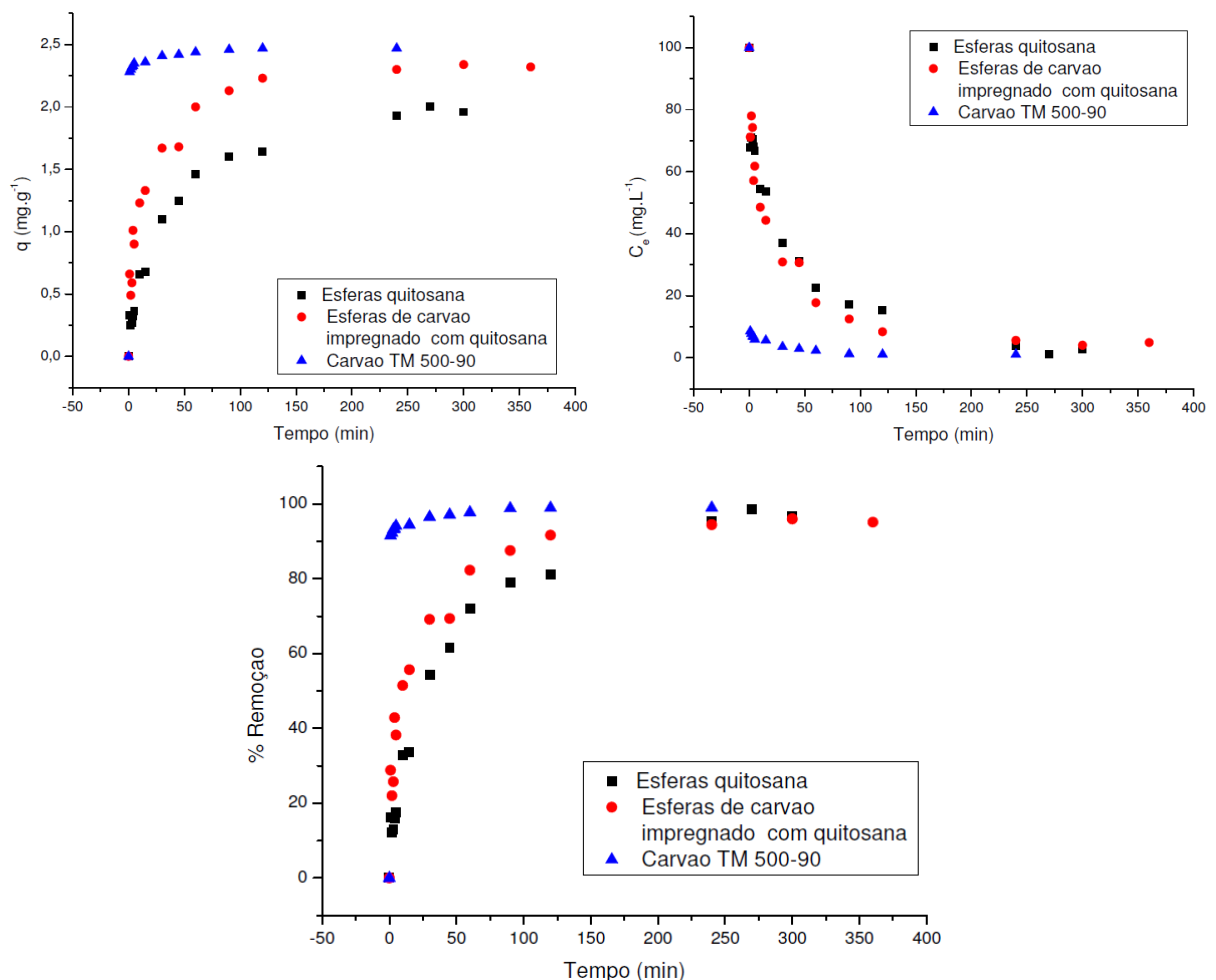 2,5
2,0
1,5
1,0
0,5
0,0
q (mg.g⁻¹)
Esferas quitosana
Esferas de carvao
impregnado com quitosana
Carvao TM 500-90
-50 0 50 100 150 200 250 300 350 400
Tempo (min)
100
80
60
40
20
0
Cₑ (mg.L⁻¹)
Esferas quitosana
Esferas de carvao
impregnado com quitosana
Carvao TM 500-90
-50 0 50 100 150 200 250 300 350 400
Tempo (min)
100
80
60
40
20
0
% Remoçao
Esferas quitosana
Esferas de carvao
impregnado com quitosana
Carvao TM 500-90
-50 0 50 100 150 200 250 300 350 400
Tempo (min)